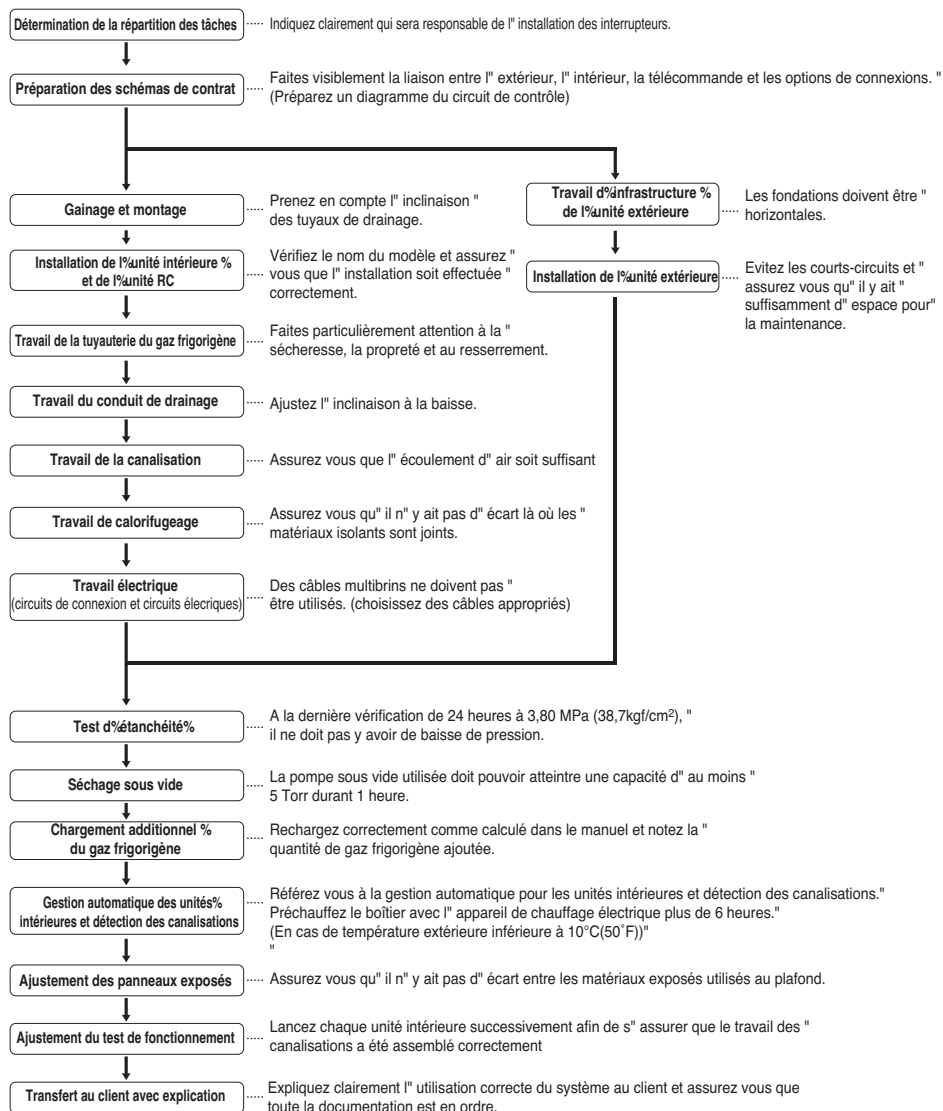 Détermination de la répartition des tâches
Indiquez clairement qui sera responsable de l" installation des interrupteurs.
Préparation des schémas de contrat
Faites visiblement la liaison entre l" extérieur, l" intérieur, la télécommande et les options de connexions. "
(Préparez un diagramme du circuit de contrôle)
Gainage et montage
Prenez en compte l" inclinaison "
des tuyaux de drainage.
Travail d%infrastructure %
de l%unité extérieure
Les fondations doivent être "
horizontales.
Installation de l%unité intérieure %
et de l%unité RC
Vérifiez le nom du modèle et assurez "
vous que l" installation soit effectuée "
correctement.
Installation de l%unité extérieure
Evitez les courts-circuits et "
assurez vous qu" il y ait "
suffisamment d" espace pour"
la maintenance.
Travail de la tuyauterie du gaz frigorigène
Faites particulièrement attention à la "
sécheresse, la propreté et au resserrement.
Travail du conduit de drainage
Ajustez l" inclinaison à la baisse.
Travail de la canalisation
Assurez vous que l" écoulement d" air soit suffisant
Travail de calorifugeage
Assurez vous qu" il n" y ait pas d" écart là où les "
matériaux isolants sont joints.
Travail électrique
(circuits de connexion et circuits élecriques)
Des câbles multibrins ne doivent pas "
être utilisés. (choisissez des câbles appropriés)
Test d%étanchéité%
A la dernière vérification de 24 heures à 3,80 MPa (38,7kgf/cm²), "
il ne doit pas y avoir de baisse de pression.
Séchage sous vide
La pompe sous vide utilisée doit pouvoir atteintre une capacité d" au moins "
5 Torr durant 1 heure.
Chargement additionnel %
du gaz frigorigène
Rechargez correctement comme calculé dans le manuel et notez la "
quantité de gaz frigorigène ajoutée.
Gestion automatique des unités%
intérieures et détection des canalisations
Référez vous à la gestion automatique pour les unités intérieures et détection des canalisations."
Préchauffez le boîtier avec l" appareil de chauffage électrique plus de 6 heures."
(En cas de température extérieure inférieure à 10°C(50°F))"
"
Ajustement des panneaux exposés
Assurez vous qu" il n" y ait pas d" écart entre les matériaux exposés utilisés au plafond.
Ajustement du test de fonctionnement
Lancez chaque unité intérieure successivement afin de s" assurer que le travail des "
canalisations a été assemblé correctement
Transfert au client avec explication
Expliquez clairement l" utilisation correcte du système au client et assurez vous que
toute la documentation est en ordre.